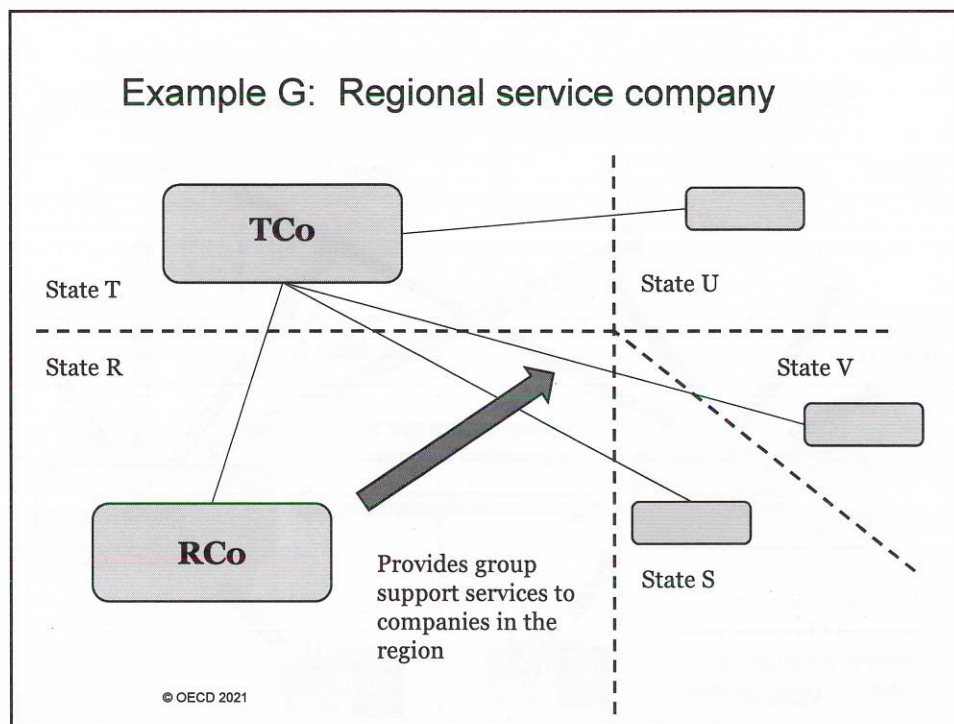 Example G: Regional service company
TCo
State T
State U
State R
State V
RCo
Provides group
support services to
companies in the
region
State S
© OECD 2021